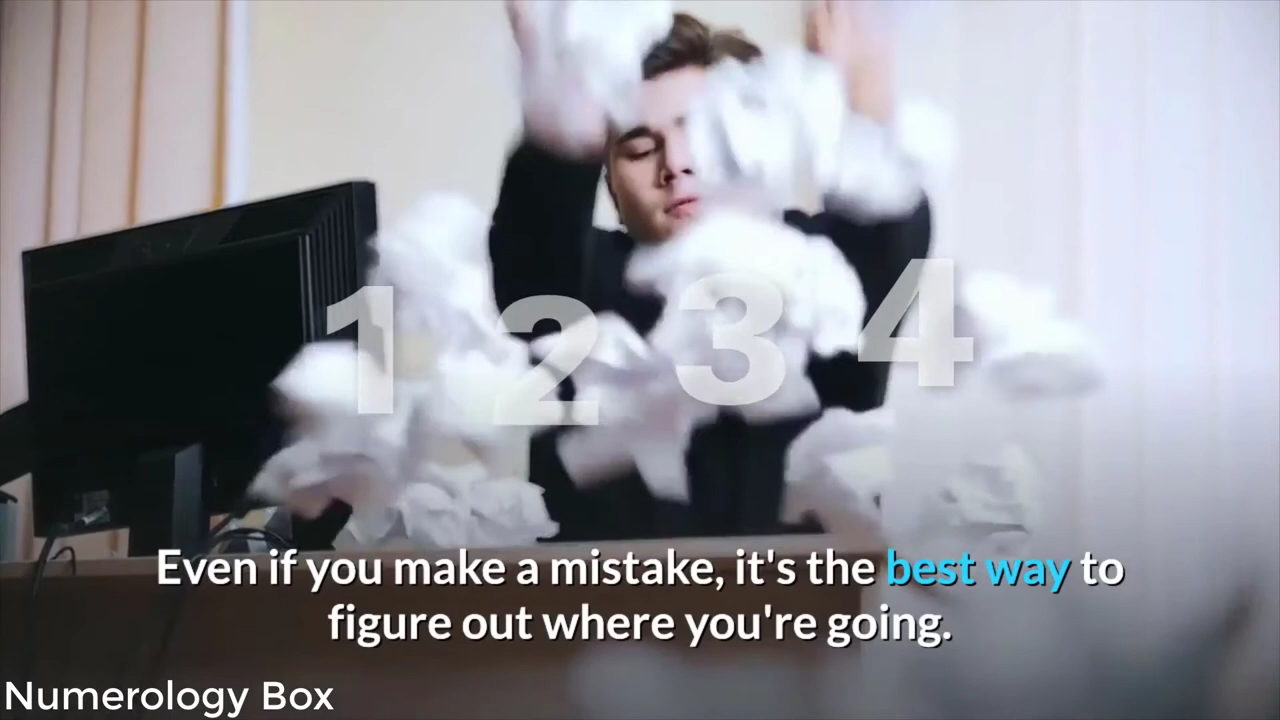 1 2 3 4
Even if you make a mistake, it's the best way to
figure out where you're going.
Numerology Box